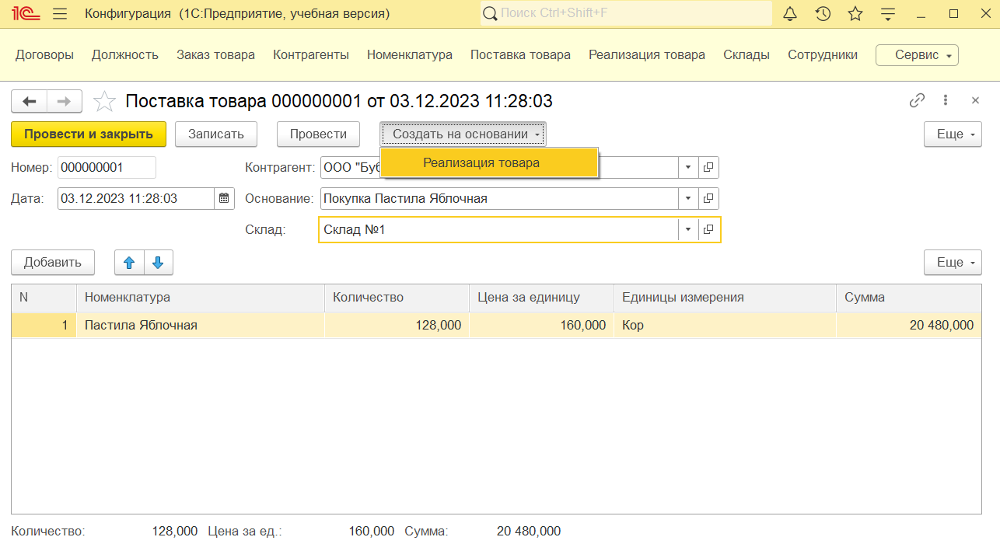 1С Конфигурация (1С:Предприятие, учебная версия) Поиск Ctrl+Shift+F
Договоры Должность Заказ товара Контрагенты Номенклатура Поставка товара Реализация товара Склады Сотрудники Сервис
Поставка товара 000000001 от 03.12.2023 11:28:03
Провести и закрыть Записать Провести Создать на основании Еще
Реализация товара
Номер: 000000001 Контрагент: ООО
Дата: 03.12.2023 11:28:03 Основание: Покупка Пастила Яблочная
Склад: Склад №1
Добавить Еще
N Номенклатура Количество Цена за единицу Единицы измерения Сумма
1 Пастила Яблочная 128,000 160,000 Кор 20 480,000
Количество: 128,000 Цена за ед.: 160,000 Сумма: 20 480,000